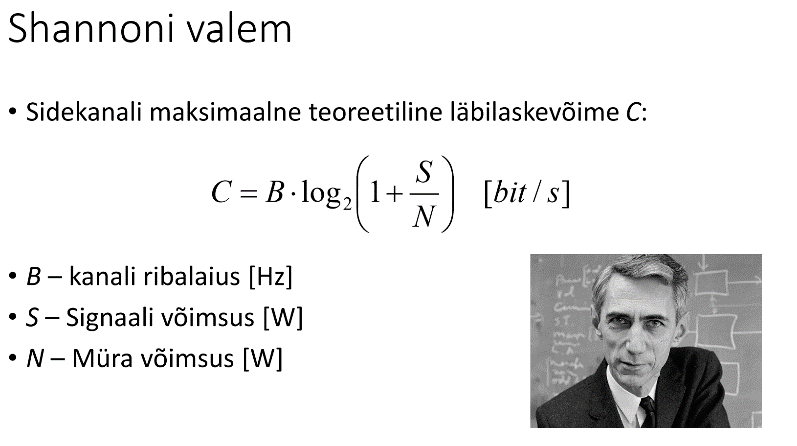 Shannoni valem
• Sidekanali maksimaalne teoreetiline läbilaskevõime C:
C = B · log₂(1 + S/N) [bit / s]
• B – kanali ribalaius [Hz]
• S – Signaali võimsus [W]
• N – Müra võimsus [W]